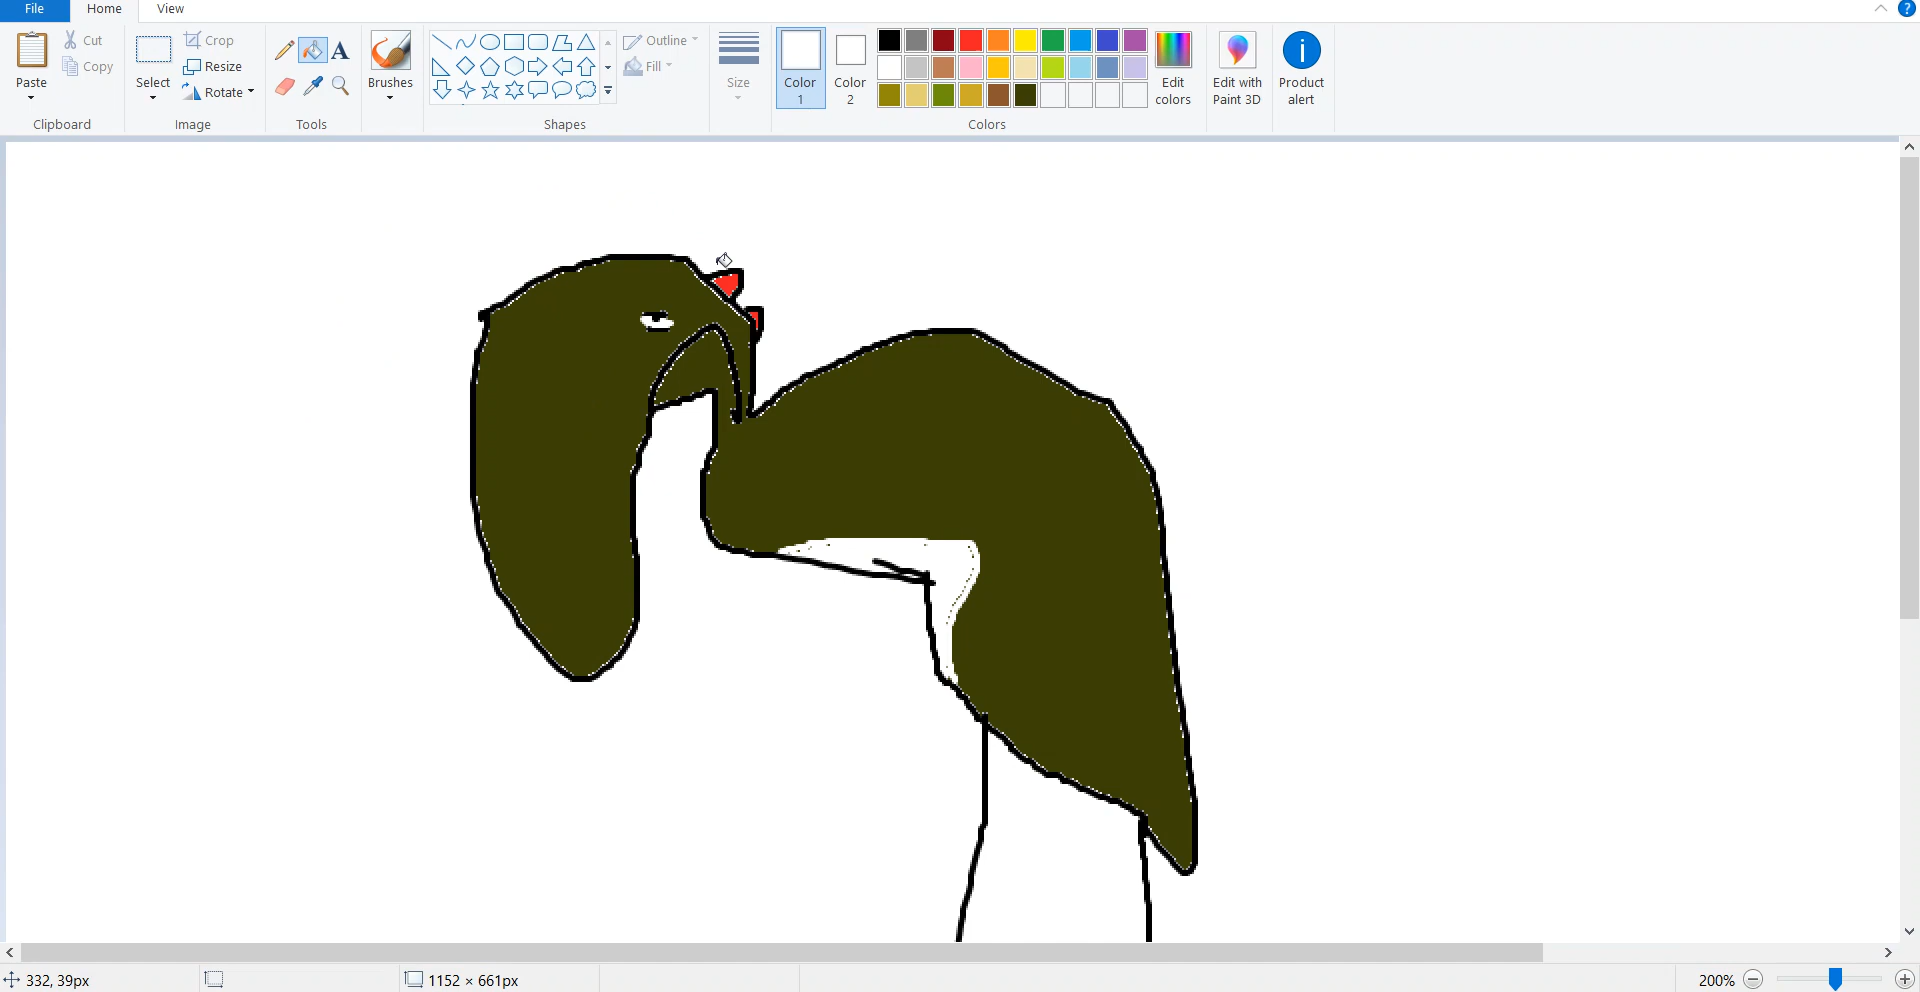 File Home View ?
Paste
Cut
Copy
Clipboard
Select
Crop
Resize
Rotate
Image
A
Tools
Brushes
Shapes
Outline
Fill
Size
Color
1
Color
2
Edit
colors
Colors
Edit with
Paint 3D
i
Product
alert
332, 39px 1152 × 661px 200%